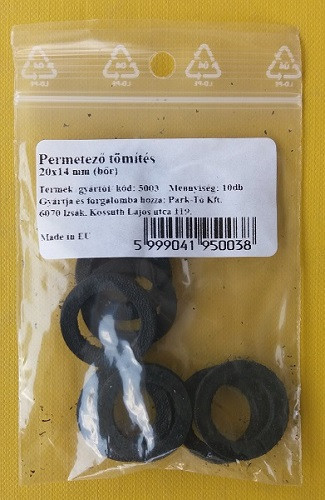 Permetező tömítés
20x14 mm (bőr)
Termék gyártói kód: 5003 Mennyiség: 10db
Gyártja és forgalomba hozza: Park-Tó Kft.
6070 Izsák, Kossuth Lajos utca 119.
Made in EU
5 999041 950038